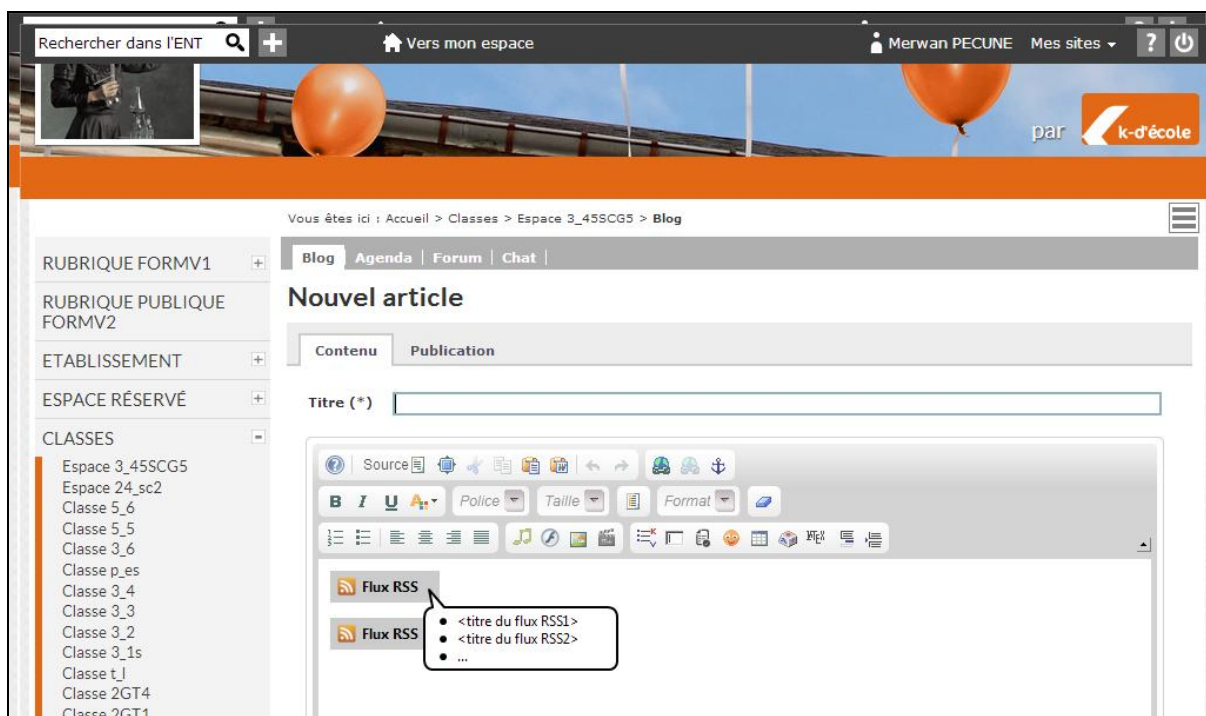 Rechercher dans l'ENT
Vers mon espace
Merwan PECUNE Mes sites
?
par k-d'école
Vous êtes ici : Accueil > Classes > Espace 3_45SCG5 > Blog
Blog | Agenda | Forum | Chat |
Nouvel article
Contenu Publication
Titre (*)
RUBRIQUE FORMV1
RUBRIQUE PUBLIQUE
FORMV2
ETABLISSEMENT
ESPACE RÉSERVÉ
CLASSES
Espace 3_45SCG5
Espace 24_sc2
Classe 5_6
Classe 5_5
Classe 3_6
Classe p_es
Classe 3_4
Classe 3_3
Classe 3_2
Classe 3_1s
Classe t_l
Classe 2GT4
Classe 2GT1
Source
B I U A Police Taille Format
Flux RSS
Flux RSS
<titre du flux RSS1>
<titre du flux RSS2>
...